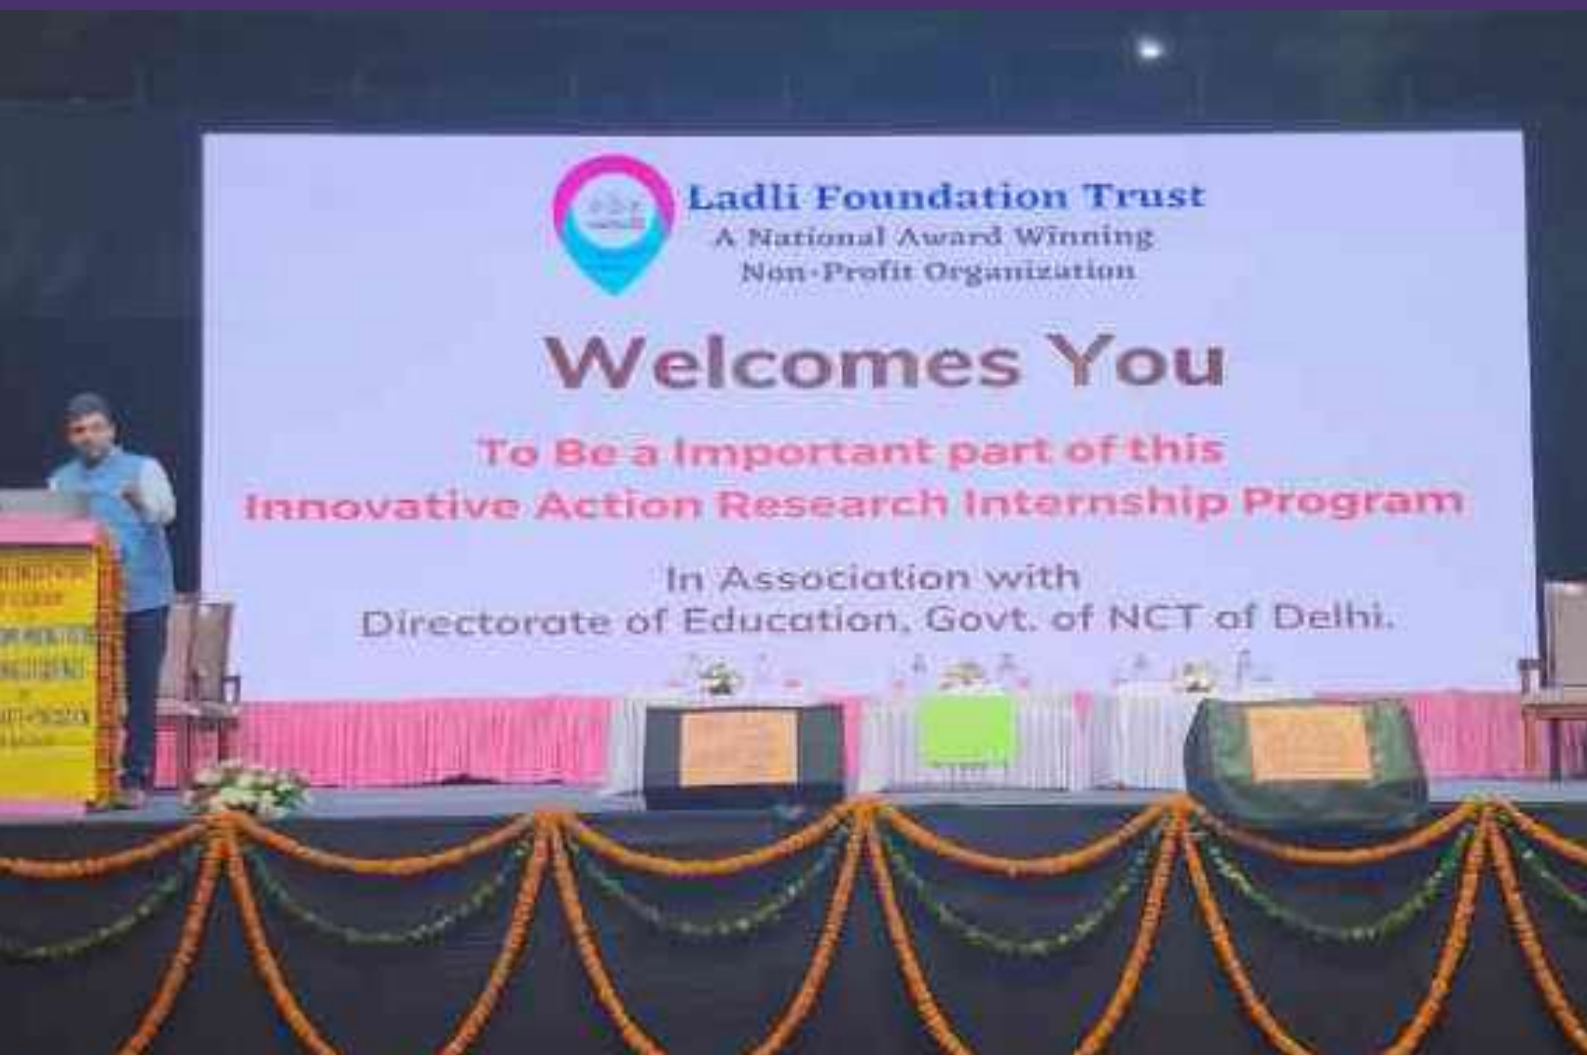 Ladli Foundation Trust
A National Award Winning
Non-Profit Organization
Welcomes You
To Be a Important part of this
Innovative Action Research Internship Program
In Association with
Directorate of Education, Govt. of NCT of Delhi.